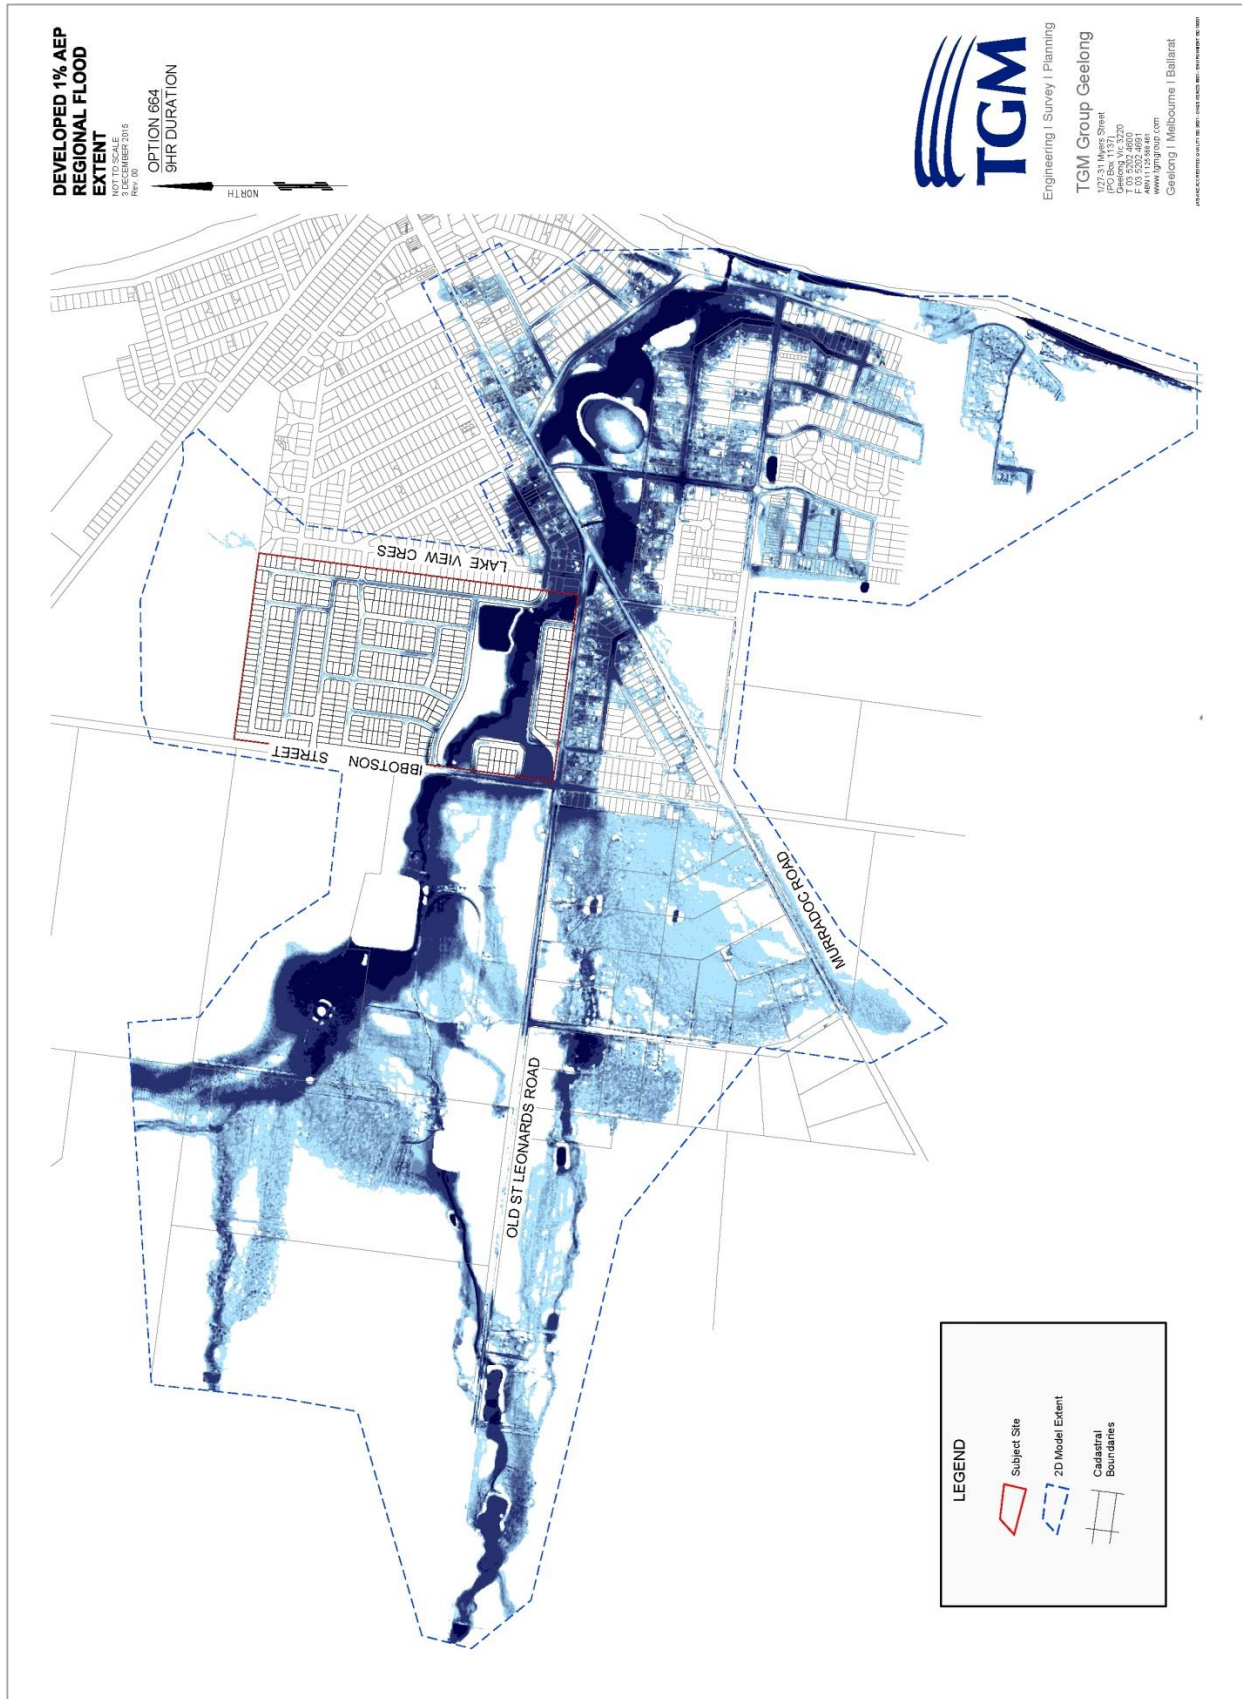 DEVELOPED 1% AEP
REGIONAL FLOOD
EXTENT
NOT TO SCALE
3 DECEMBER 2015
Rev. 00
OPTION 664
9HR DURATION
NORTH
TGM
Engineering | Survey | Planning
TGM Group Geelong
1/27-31 Myers Street
(PO Box 1137)
Geelong Vic 3220
T 03 5202 4600
F 03 5202 4691
www.tgmgroup.com
Geelong | Melbourne | Ballarat
LAKE VIEW CRES
IBBOTSON STREET
MURRADOC ROAD
OLD ST LEONARDS ROAD
LEGEND
Subject Site
2D Model Extent
Cadastral
Boundaries